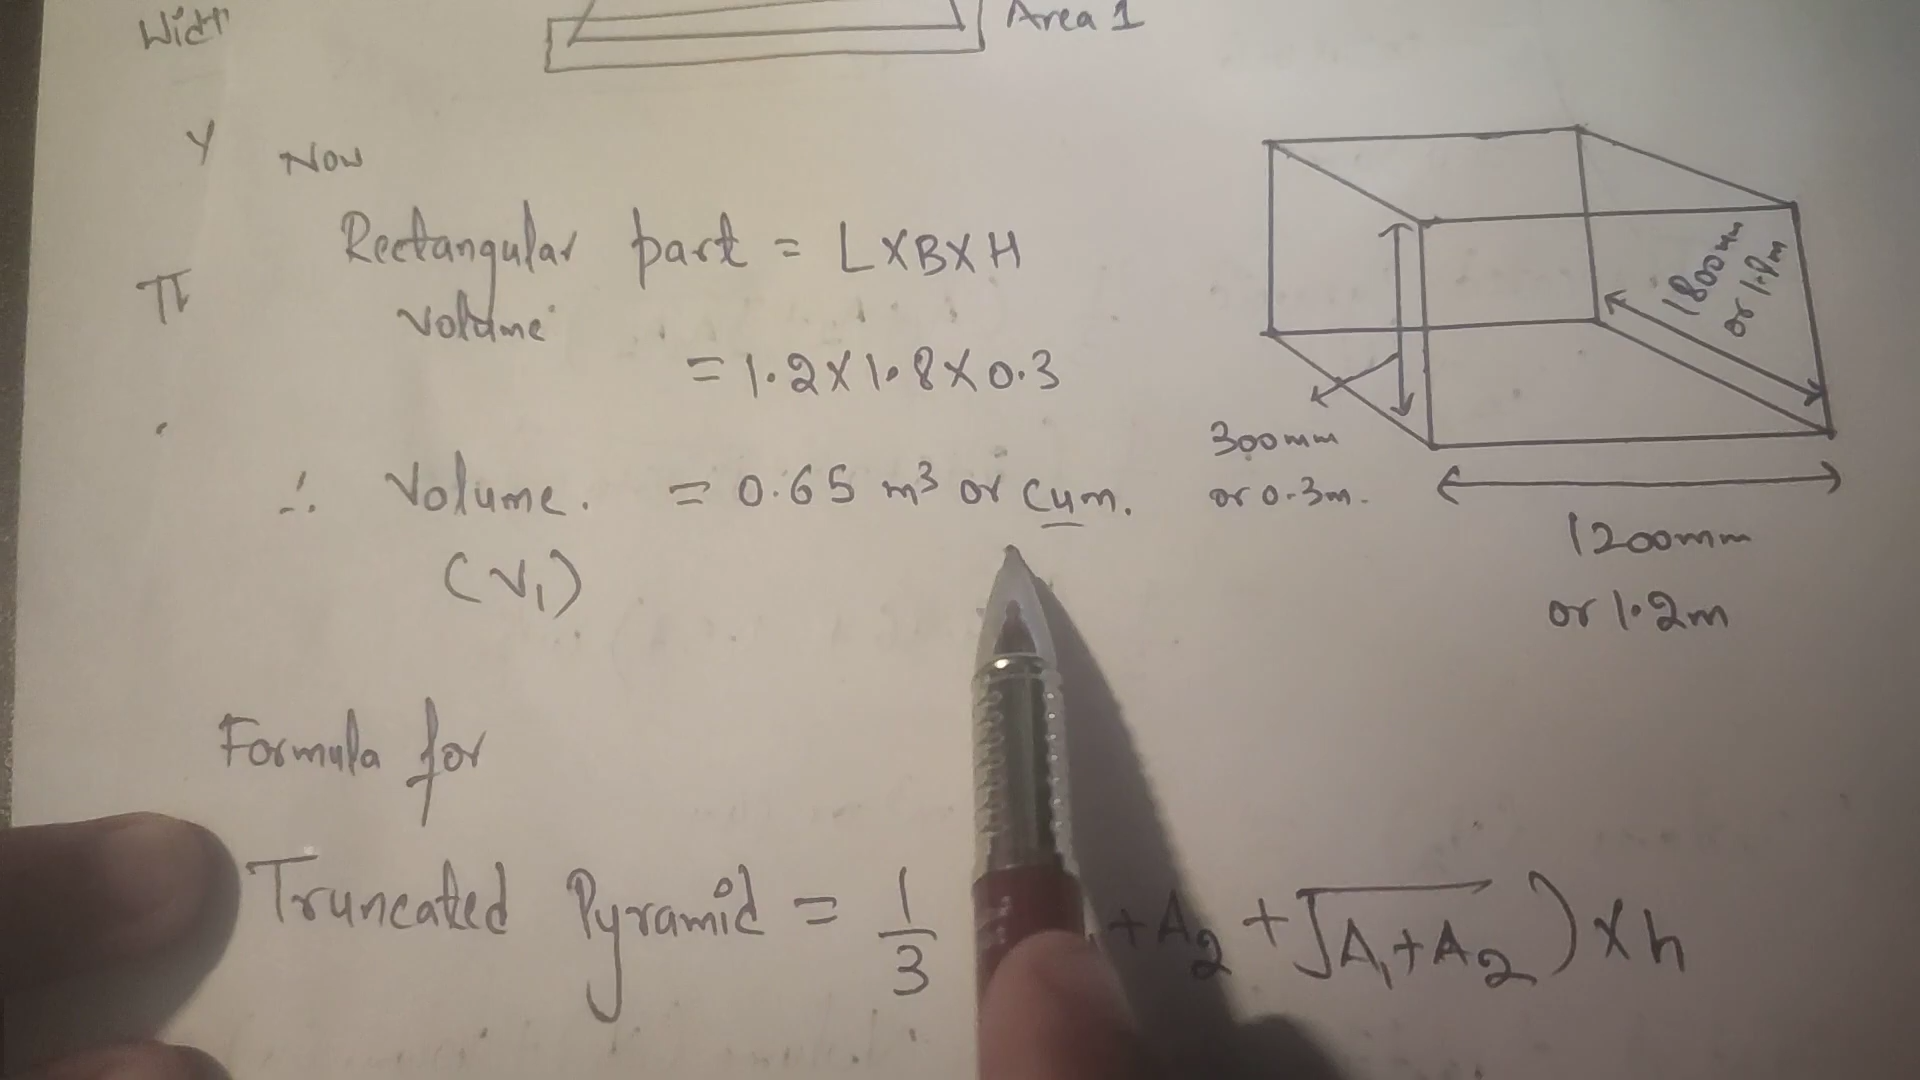 Area 1
Y
Now
Rectangular part = L X B X H
Volume
= 1.2 X 1.8 X 0.3
∴ Volume. = 0.65 m³ or cum.
(V₁)
1800mm
or 1.8m
300mm
or 0.3m.
1200mm
or 1.2m
Formula for
Truncated Pyramid = 1/3 + A₂ + √A₁+A₂ ) X h